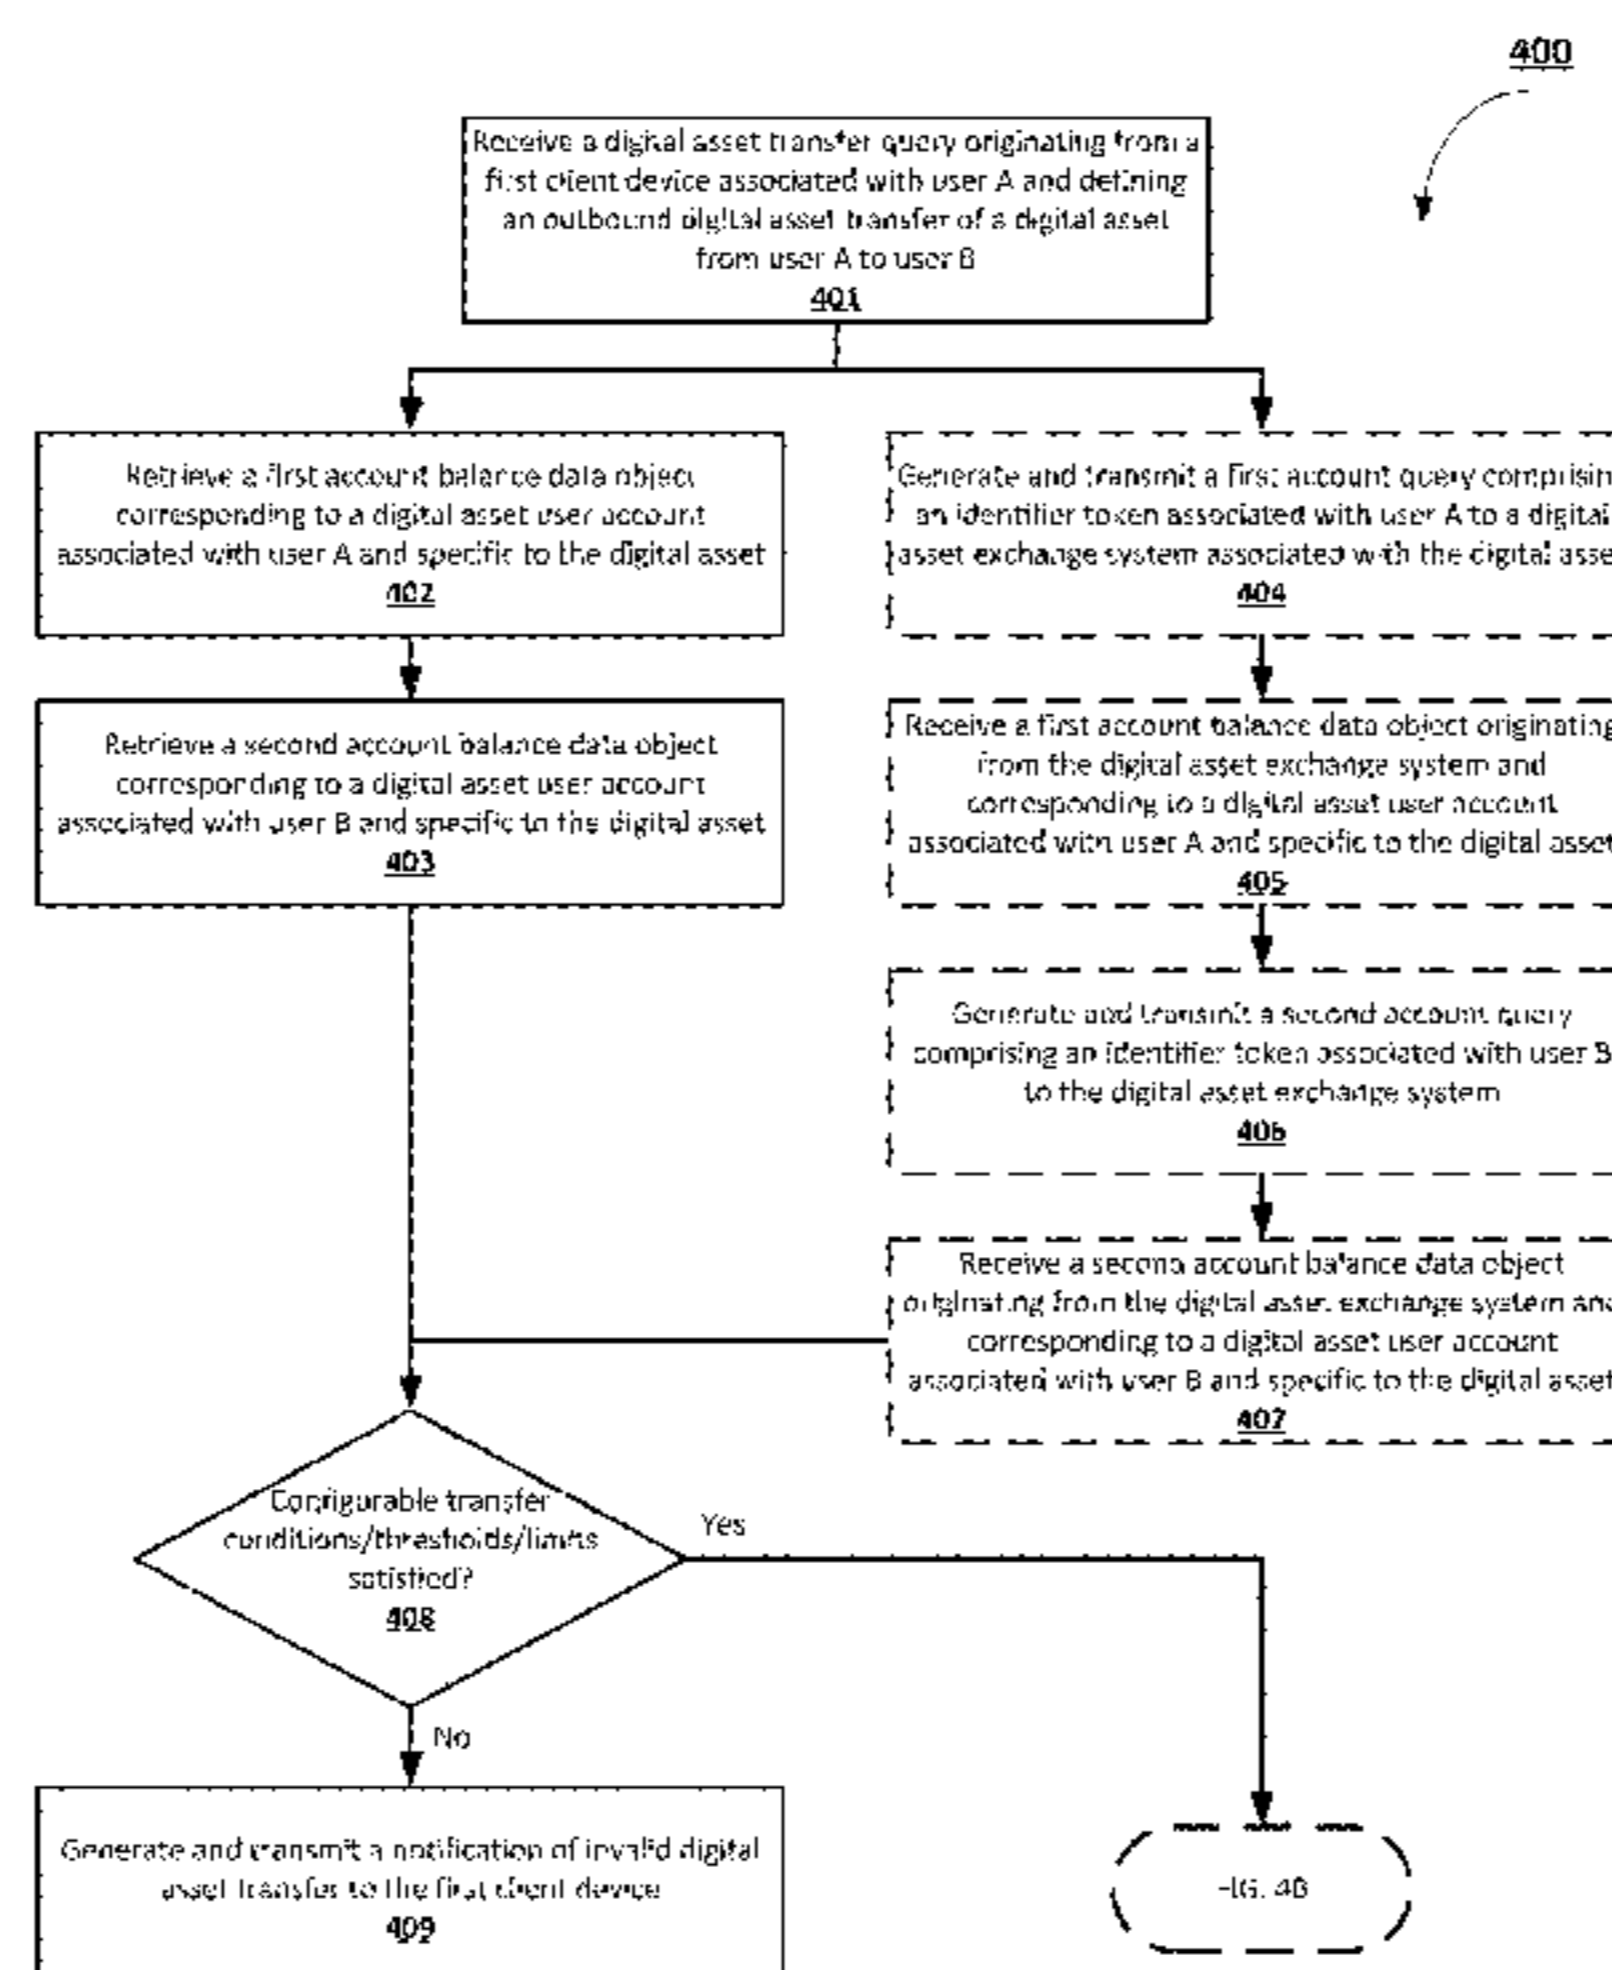 400
Receive a digital asset transfer query originating from a
first client device associated with user A and defining
an outbound digital asset transfer of a digital asset
from user A to user B
401
Retrieve a first account balance data object
corresponding to a digital asset user account
associated with user A and specific to the digital asset
402
Generate and transmit a first account query comprisin
an identifier token associated with user A to a digital
asset exchange system associated with the digital asse
404
Retrieve a second account balance data object
corresponding to a digital asset user account
associated with user B and specific to the digital asset
403
Receive a first account balance data object originating
from the digital asset exchange system and
corresponding to a digital asset user account
associated with user A and specific to the digital asset
405
Generate and transmit a second account query
comprising an identifier token associated with user B
to the digital asset exchange system
406
Receive a second account balance data object
originating from the digital asset exchange system and
corresponding to a digital asset user account
associated with user B and specific to the digital asset
407
Configurable transfer
conditions/thresholds/limits
satisfied?
408
Yes
No
Generate and transmit a notification of invalid digital
asset transfer to the first client device
409
FIG. 4B